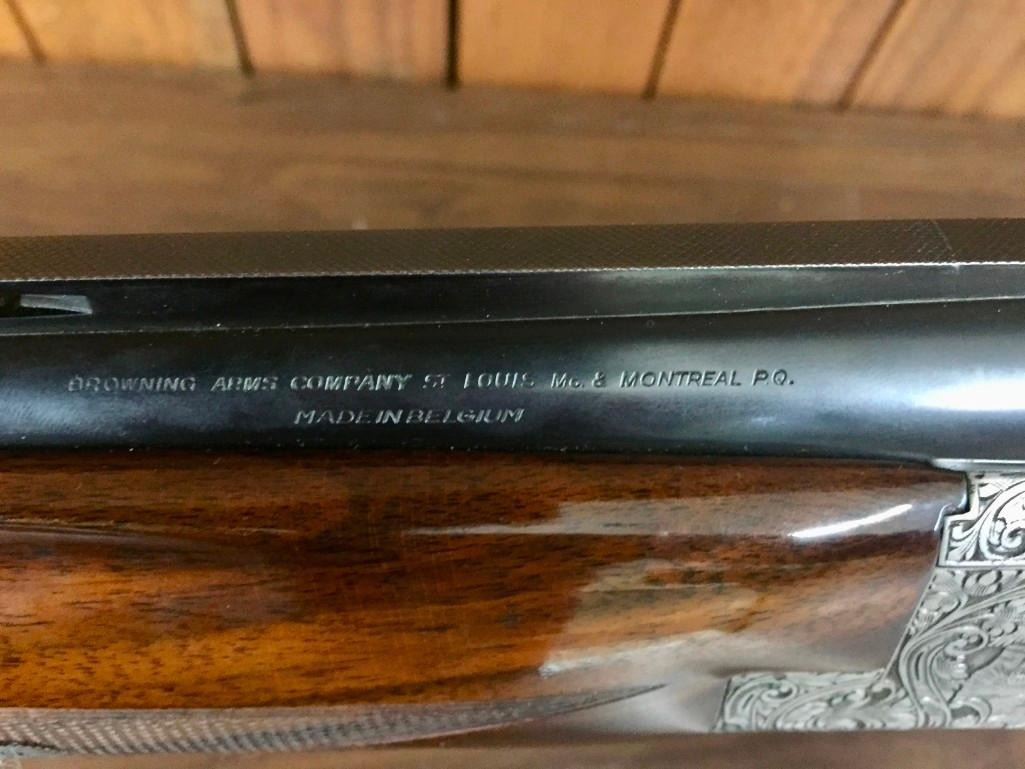 BROWNING ARMS COMPANY ST LOUIS Mo. & MONTREAL P.Q.
MADE IN BELGIUM